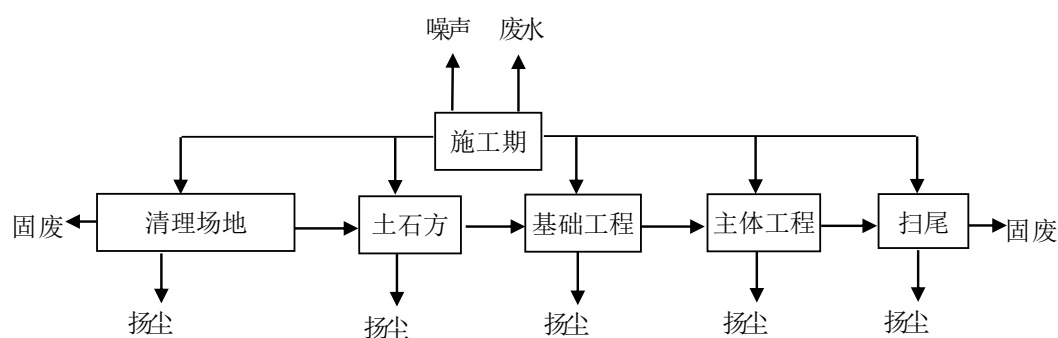 噪声 废水
施工期
固废 清理场地 土石方 基础工程 主体工程 扫尾 固废
扬尘 扬尘 扬尘 扬尘 扬尘